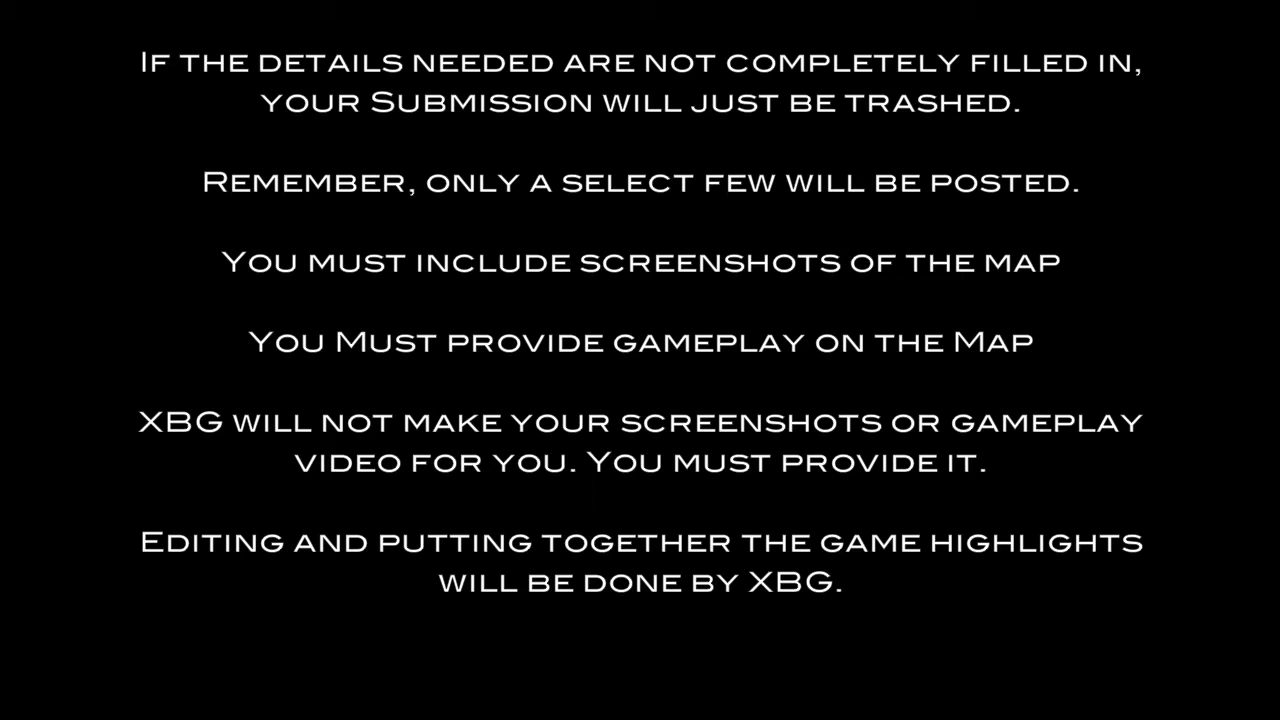 If the details needed are not completely filled in,
your Submission will just be trashed.
Remember, only a select few will be posted.
You must include screenshots of the map
You Must provide gameplay on the Map
XBG will not make your screenshots or gameplay
video for you. You must provide it.
Editing and putting together the game highlights
will be done by XBG.